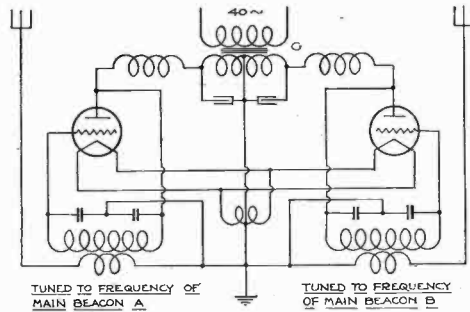 40~
G
TUNED TO FREQUENCY OF
MAIN BEACON A
TUNED TO FREQUENCY
OF MAIN BEACON B